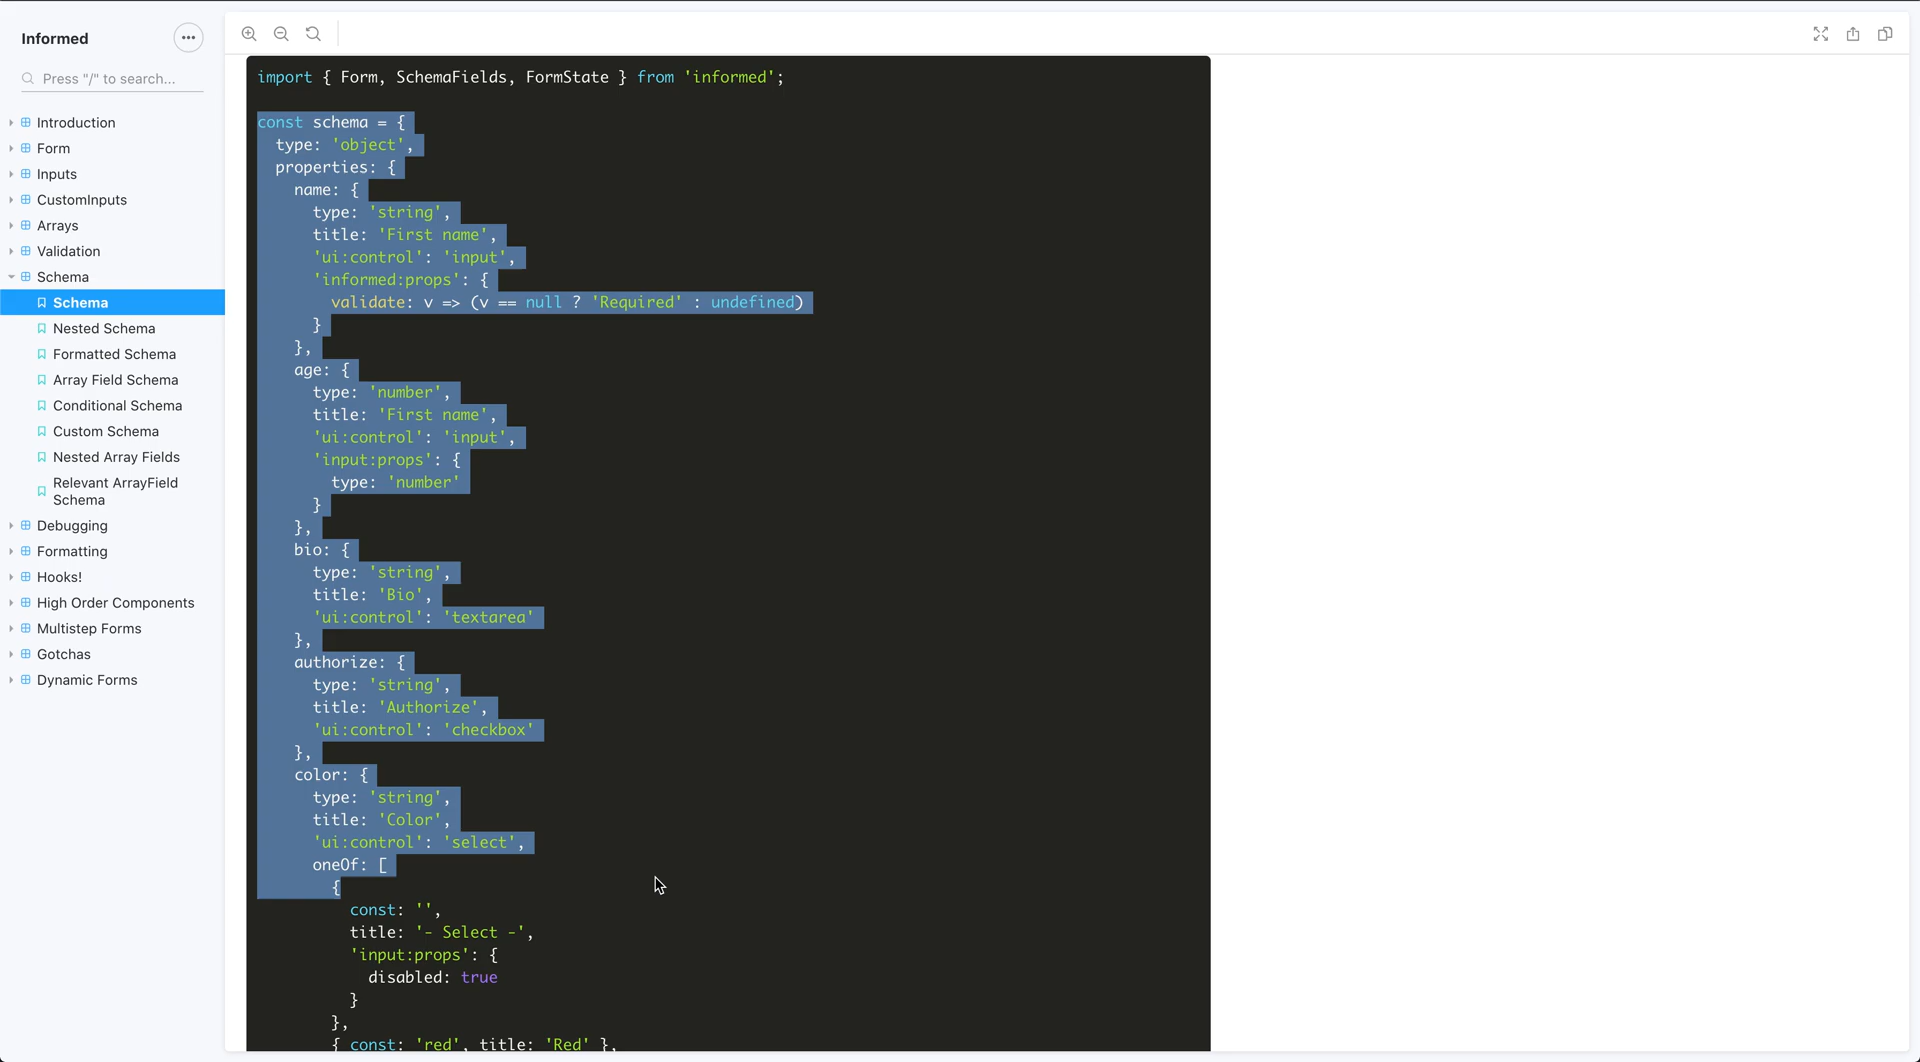 Informed
Press "/" to search...
Introduction
Form
Inputs
CustomInputs
Arrays
Validation
Schema
Schema
Nested Schema
Formatted Schema
Array Field Schema
Conditional Schema
Custom Schema
Nested Array Fields
Relevant ArrayField
Schema
Debugging
Formatting
Hooks!
High Order Components
Multistep Forms
Gotchas
Dynamic Forms
import { Form, SchemaFields, FormState } from 'informed';
const schema = {
type: 'object',
properties: {
name: {
type: 'string',
title: 'First name',
'ui:control': 'input',
'informed:props': {
validate: v => (v == null ? 'Required' : undefined)
}
},
age: {
type: 'number',
title: 'First name',
'ui:control': 'input',
'input:props': {
type: 'number'
}
},
bio: {
type: 'string',
title: 'Bio',
'ui:control': 'textarea'
},
authorize: {
type: 'string',
title: 'Authorize',
'ui:control': 'checkbox'
},
color: {
type: 'string',
title: 'Color',
'ui:control': 'select',
oneOf: [
{
const: '',
title: '- Select -',
'input:props': {
disabled: true
}
},
{ const: 'red', title: 'Red' },